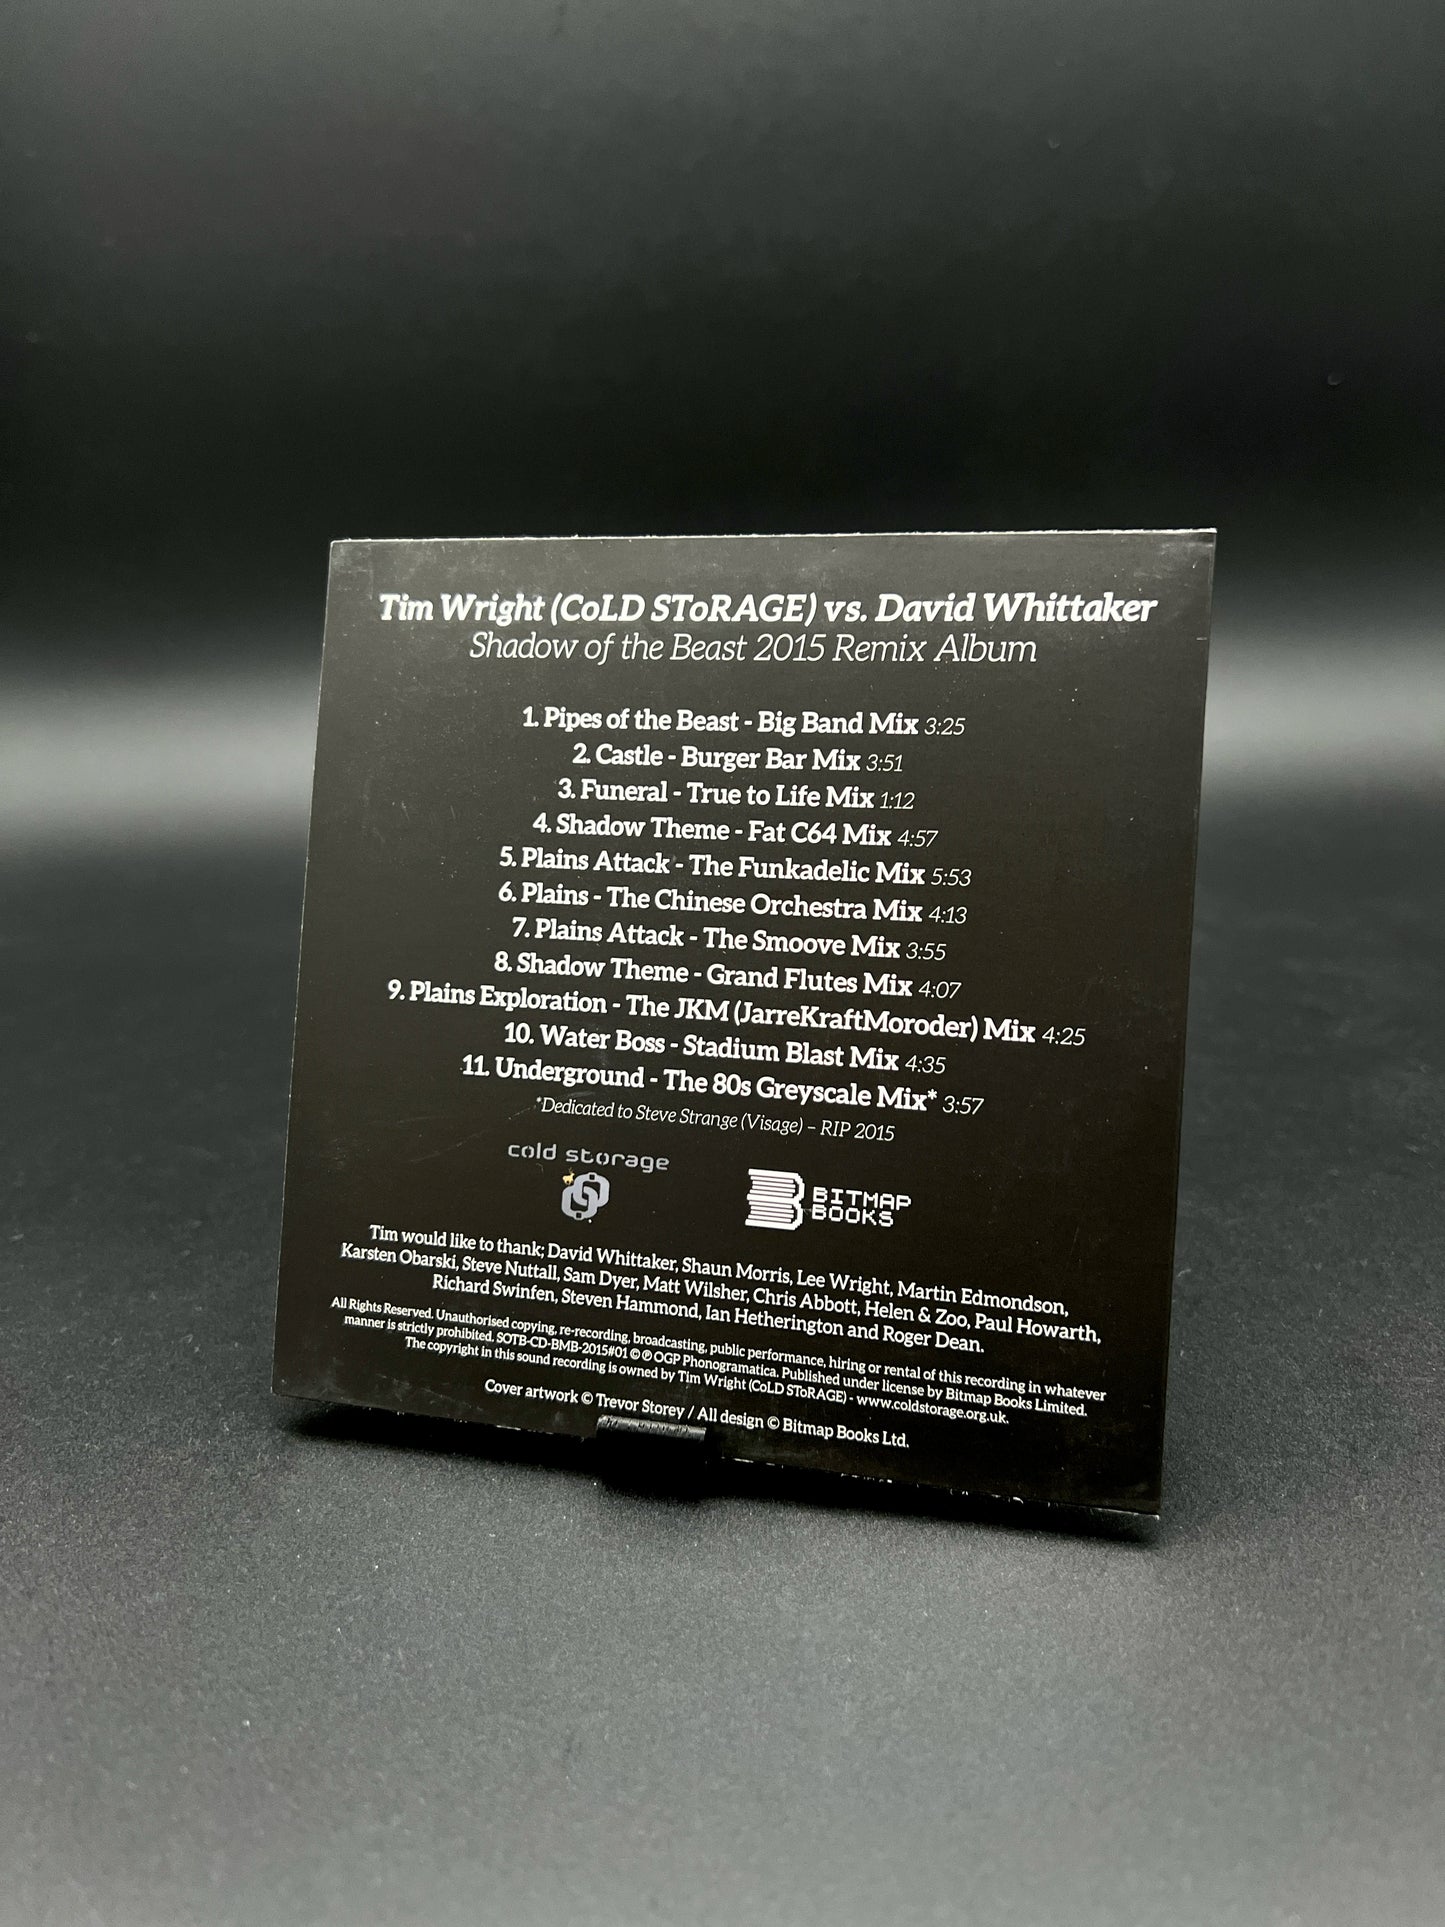 Tim Wright (CoLD SToRAGE) vs. David Whittaker
Shadow of the Beast 2015 Remix Album
1. Pipes of the Beast - Big Band Mix 3:25
2. Castle - Burger Bar Mix 3:51
3. Funeral - True to Life Mix 1:12
4. Shadow Theme - Fat C64 Mix 4:57
5. Plains Attack - The Funkadelic Mix 5:53
6. Plains - The Chinese Orchestra Mix 4:13
7. Plains Attack - The Smoove Mix 3:55
8. Shadow Theme - Grand Flutes Mix 4:07
9. Plains Exploration - The JKM (JarreKraftMoroder) Mix 4:25
10. Water Boss - Stadium Blast Mix 4:35
11. Underground - The 80s Greyscale Mix* 3:57
*Dedicated to Steve Strange (Visage) – RIP 2015
cold storage
BITMAP
BOOKS
Tim would like to thank; David Whittaker, Shaun Morris, Lee Wright, Martin Edmondson,
Karsten Obarski, Steve Nuttall, Sam Dyer, Matt Wilsher, Chris Abbott, Helen & Zoo, Paul Howarth,
Richard Swinfen, Steven Hammond, Ian Hetherington and Roger Dean.
All Rights Reserved. Unauthorised copying, re-recording, broadcasting, public performance, hiring or rental of this recording in whatever
manner is strictly prohibited. SOTB-CD-BMB-2015#01 © ℗ OGP Phonogramatica. Published under license by Bitmap Books Limited.
The copyright in this sound recording is owned by Tim Wright (CoLD SToRAGE) - www.coldstorage.org.uk.
Cover artwork © Trevor Storey / All design © Bitmap Books Ltd.